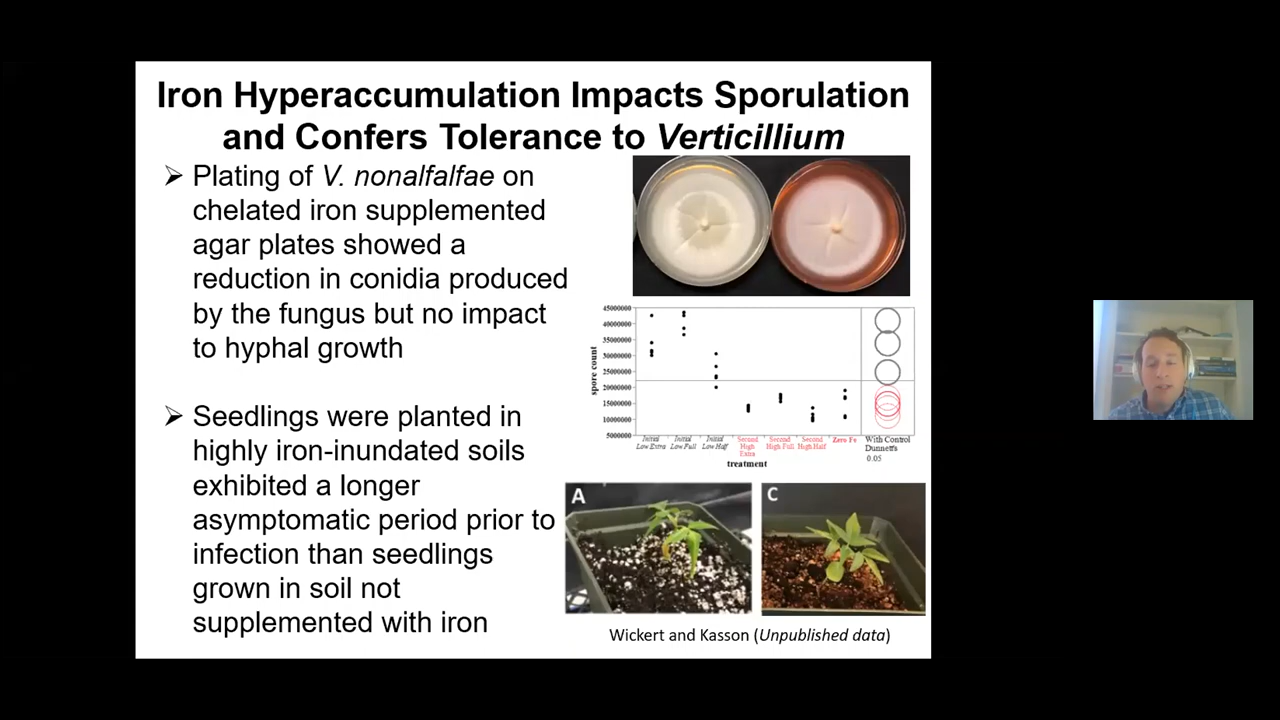 Iron Hyperaccumulation Impacts Sporulation
and Confers Tolerance to Verticillium
➢ Plating of V. nonalfalfae on
chelated iron supplemented
agar plates showed a
reduction in conidia produced
by the fungus but no impact
to hyphal growth
➢ Seedlings were planted in
highly iron-inundated soils
exhibited a longer
asymptomatic period prior to
infection than seedlings
grown in soil not
supplemented with iron
45000000
40000000
35000000
30000000
25000000
20000000
15000000
10000000
5000000
spore count
Initial Low Extra
Initial Low Full
Initial Low Half
Second High Extra
Second High Full
Second High Half
Zero Fe
With Control
Dunnett's
0.05
treatment
A
C
Wickert and Kasson (Unpublished data)